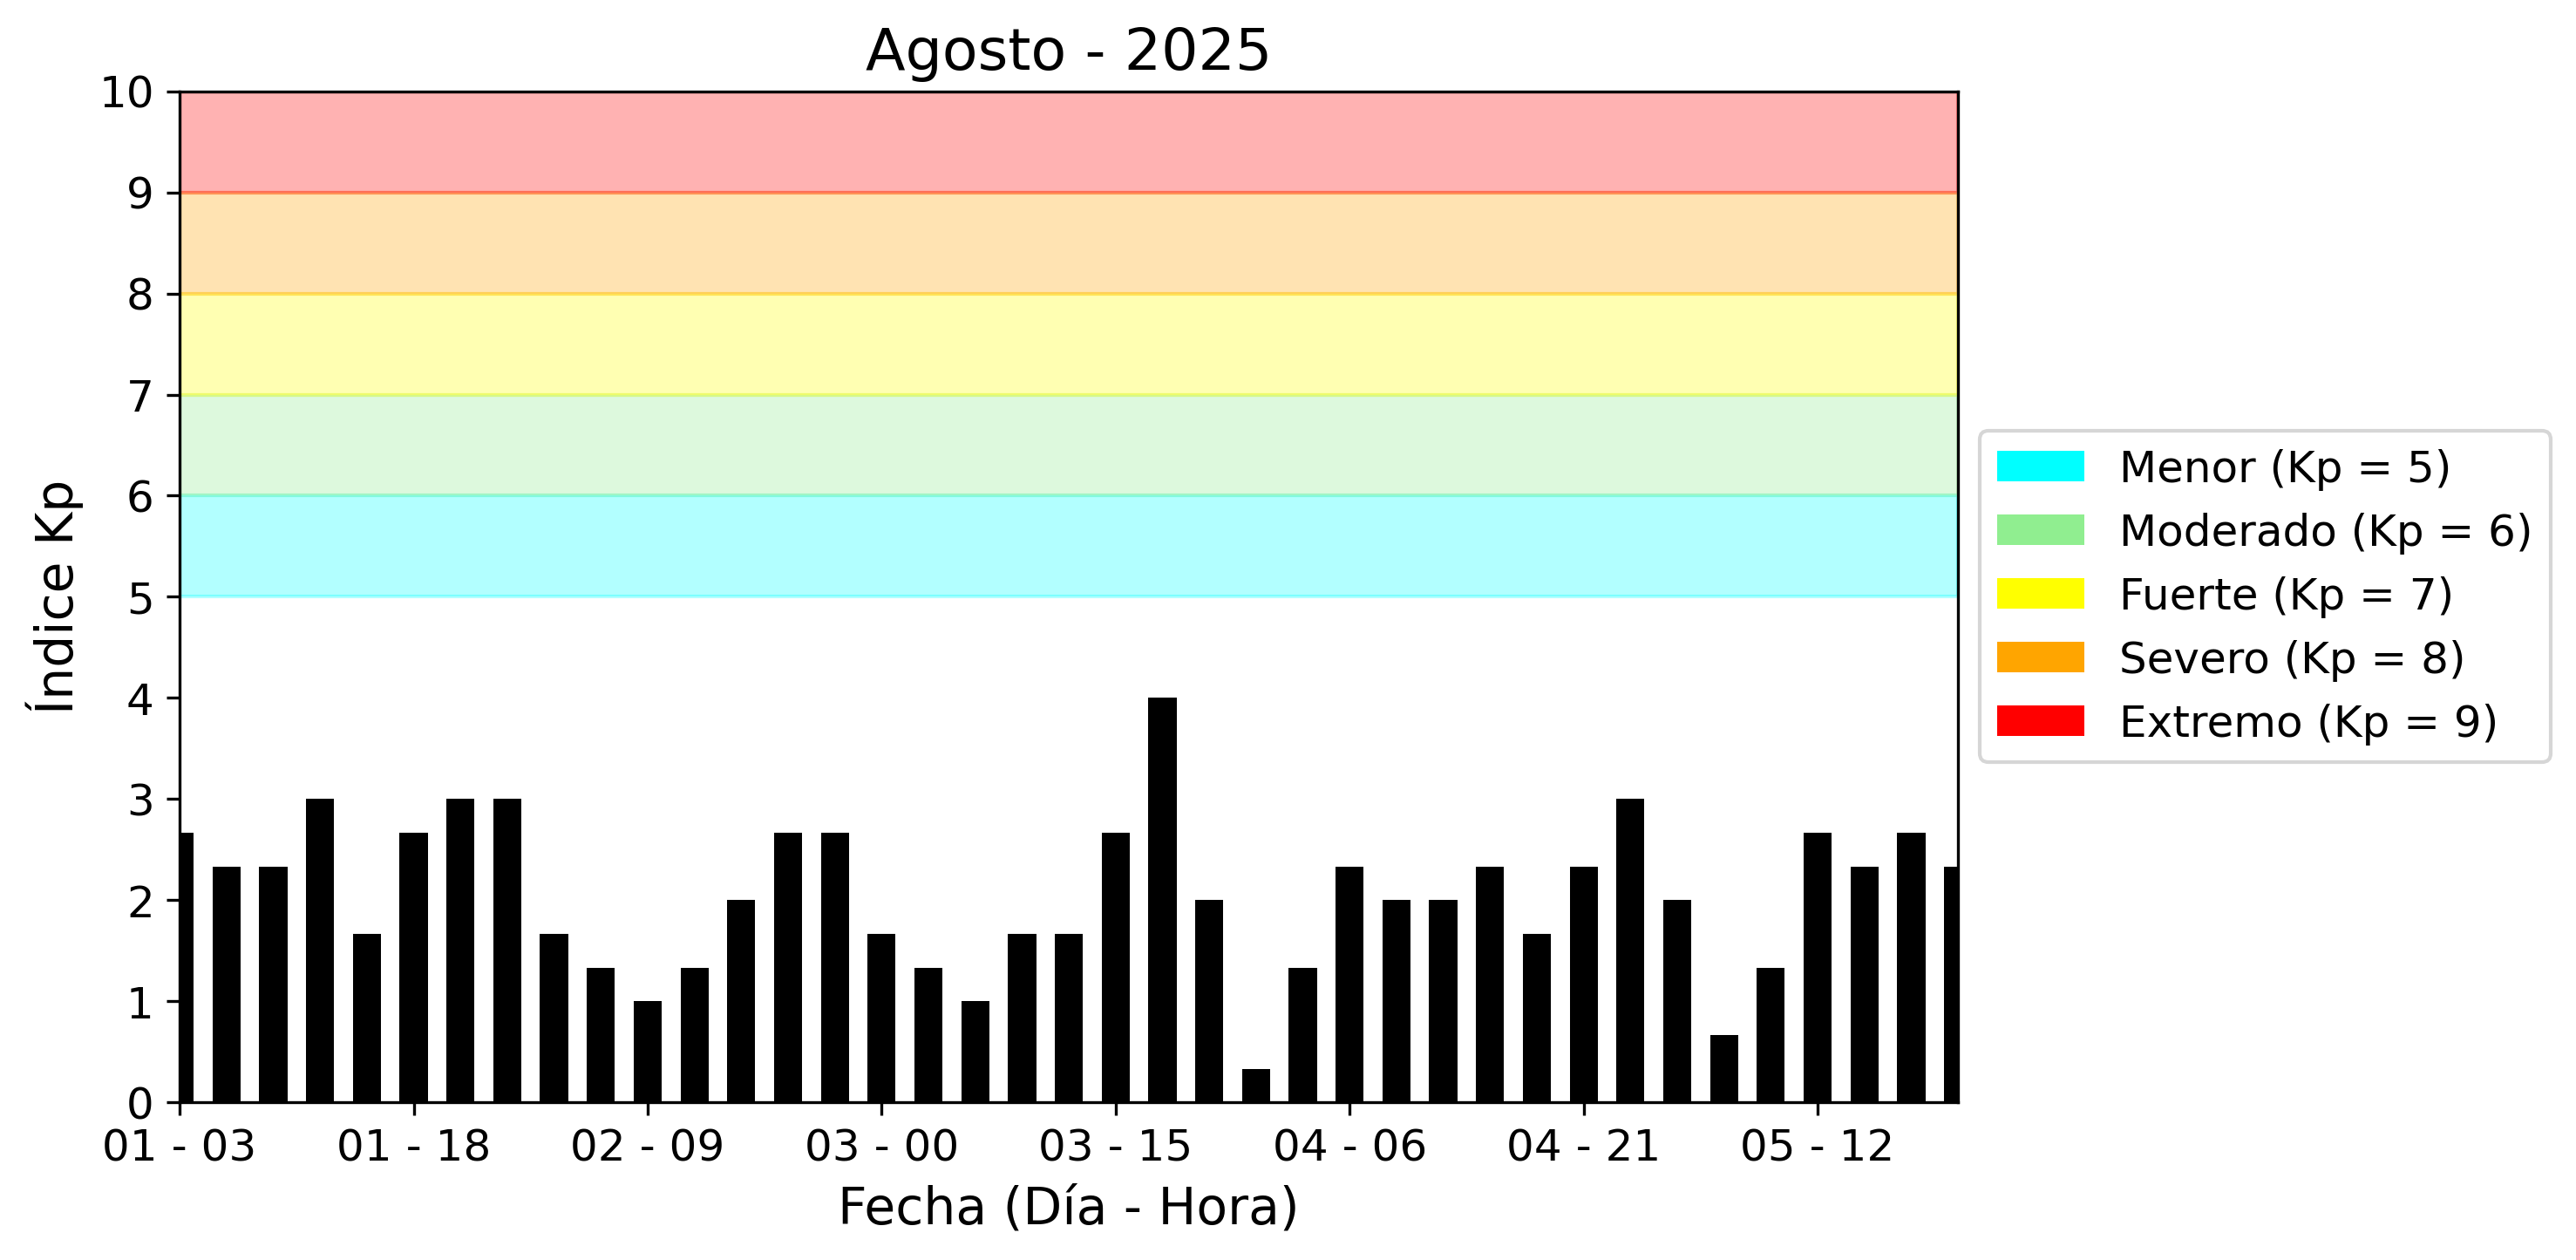 Agosto - 2025
10
9
8
7
6
5
4
3
2
1
0
Índice Kp
01 - 03
01 - 18
02 - 09
03 - 00
03 - 15
04 - 06
04 - 21
05 - 12
Fecha (Día - Hora)
Menor (Kp = 5)
Moderado (Kp = 6)
Fuerte (Kp = 7)
Severo (Kp = 8)
Extremo (Kp = 9)